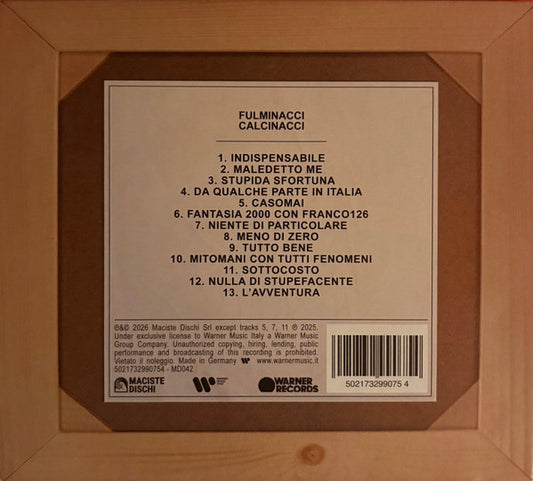 FULMINACCI
CALCINACCI
1. INDISPENSABILE
2. MALEDETTO ME
3. STUPIDA SFORTUNA
4. DA QUALCHE PARTE IN ITALIA
5. CASOMAI
6. FANTASIA 2000 CON FRANCO126
7. NIENTE DI PARTICOLARE
8. MENO DI ZERO
9. TUTTO BENE
10. MITOMANI CON TUTTI FENOMENI
11. SOTTOCOSTO
12. NULLA DI STUPEFACENTE
13. L'AVVENTURA
℗&© 2026 Maciste Dischi Srl except tracks 5, 7, 11 ℗ 2025.
Under exclusive license to Warner Music Italy a Warner Music
Group Company. Unauthorized copying, hiring, lending, public
performance and broadcasting of this recording is prohibited.
Vietato il noleggio. Made in Germany www.warnermusic.it
5021732990754 - MD042
MACISTE
DISCHI
WARNER
RECORDS
502173299075 4